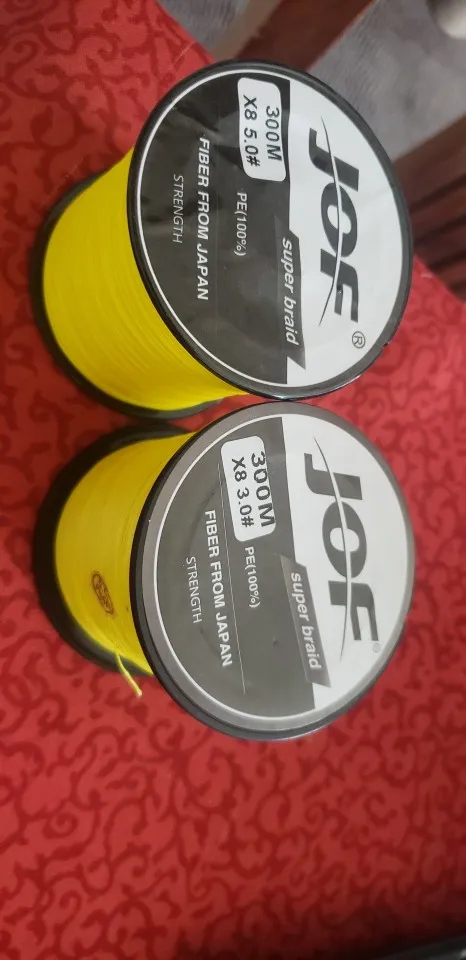 JOF®
super braid
300M
X8 5.0#
PE(100%)
FIBER FROM JAPAN
STRENGTH
JOF®
super braid
300M
X8 3.0#
PE(100%)
FIBER FROM JAPAN
STRENGTH